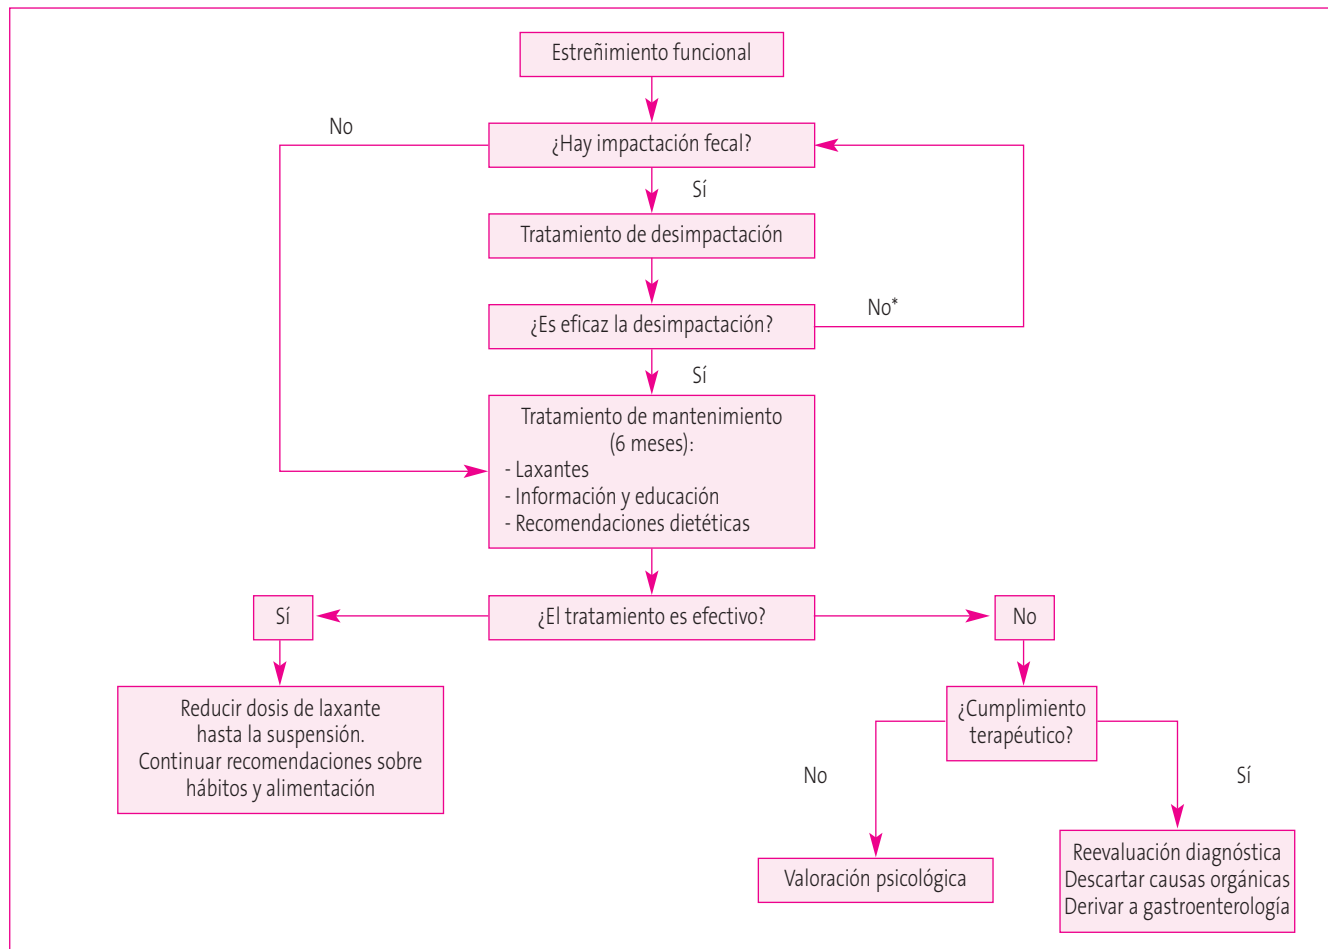 Estreñimiento funcional
No
¿Hay impactación fecal?
Sí
Tratamiento de desimpactación
¿Es eficaz la desimpactación?
No*
Sí
Tratamiento de mantenimiento
(6 meses):
- Laxantes
- Información y educación
- Recomendaciones dietéticas
Sí
¿El tratamiento es efectivo?
No
Reducir dosis de laxante
hasta la suspensión.
Continuar recomendaciones sobre
hábitos y alimentación
¿Cumplimiento
terapéutico?
No
Sí
Valoración psicológica
Reevaluación diagnóstica
Descartar causas orgánicas
Derivar a gastroenterología